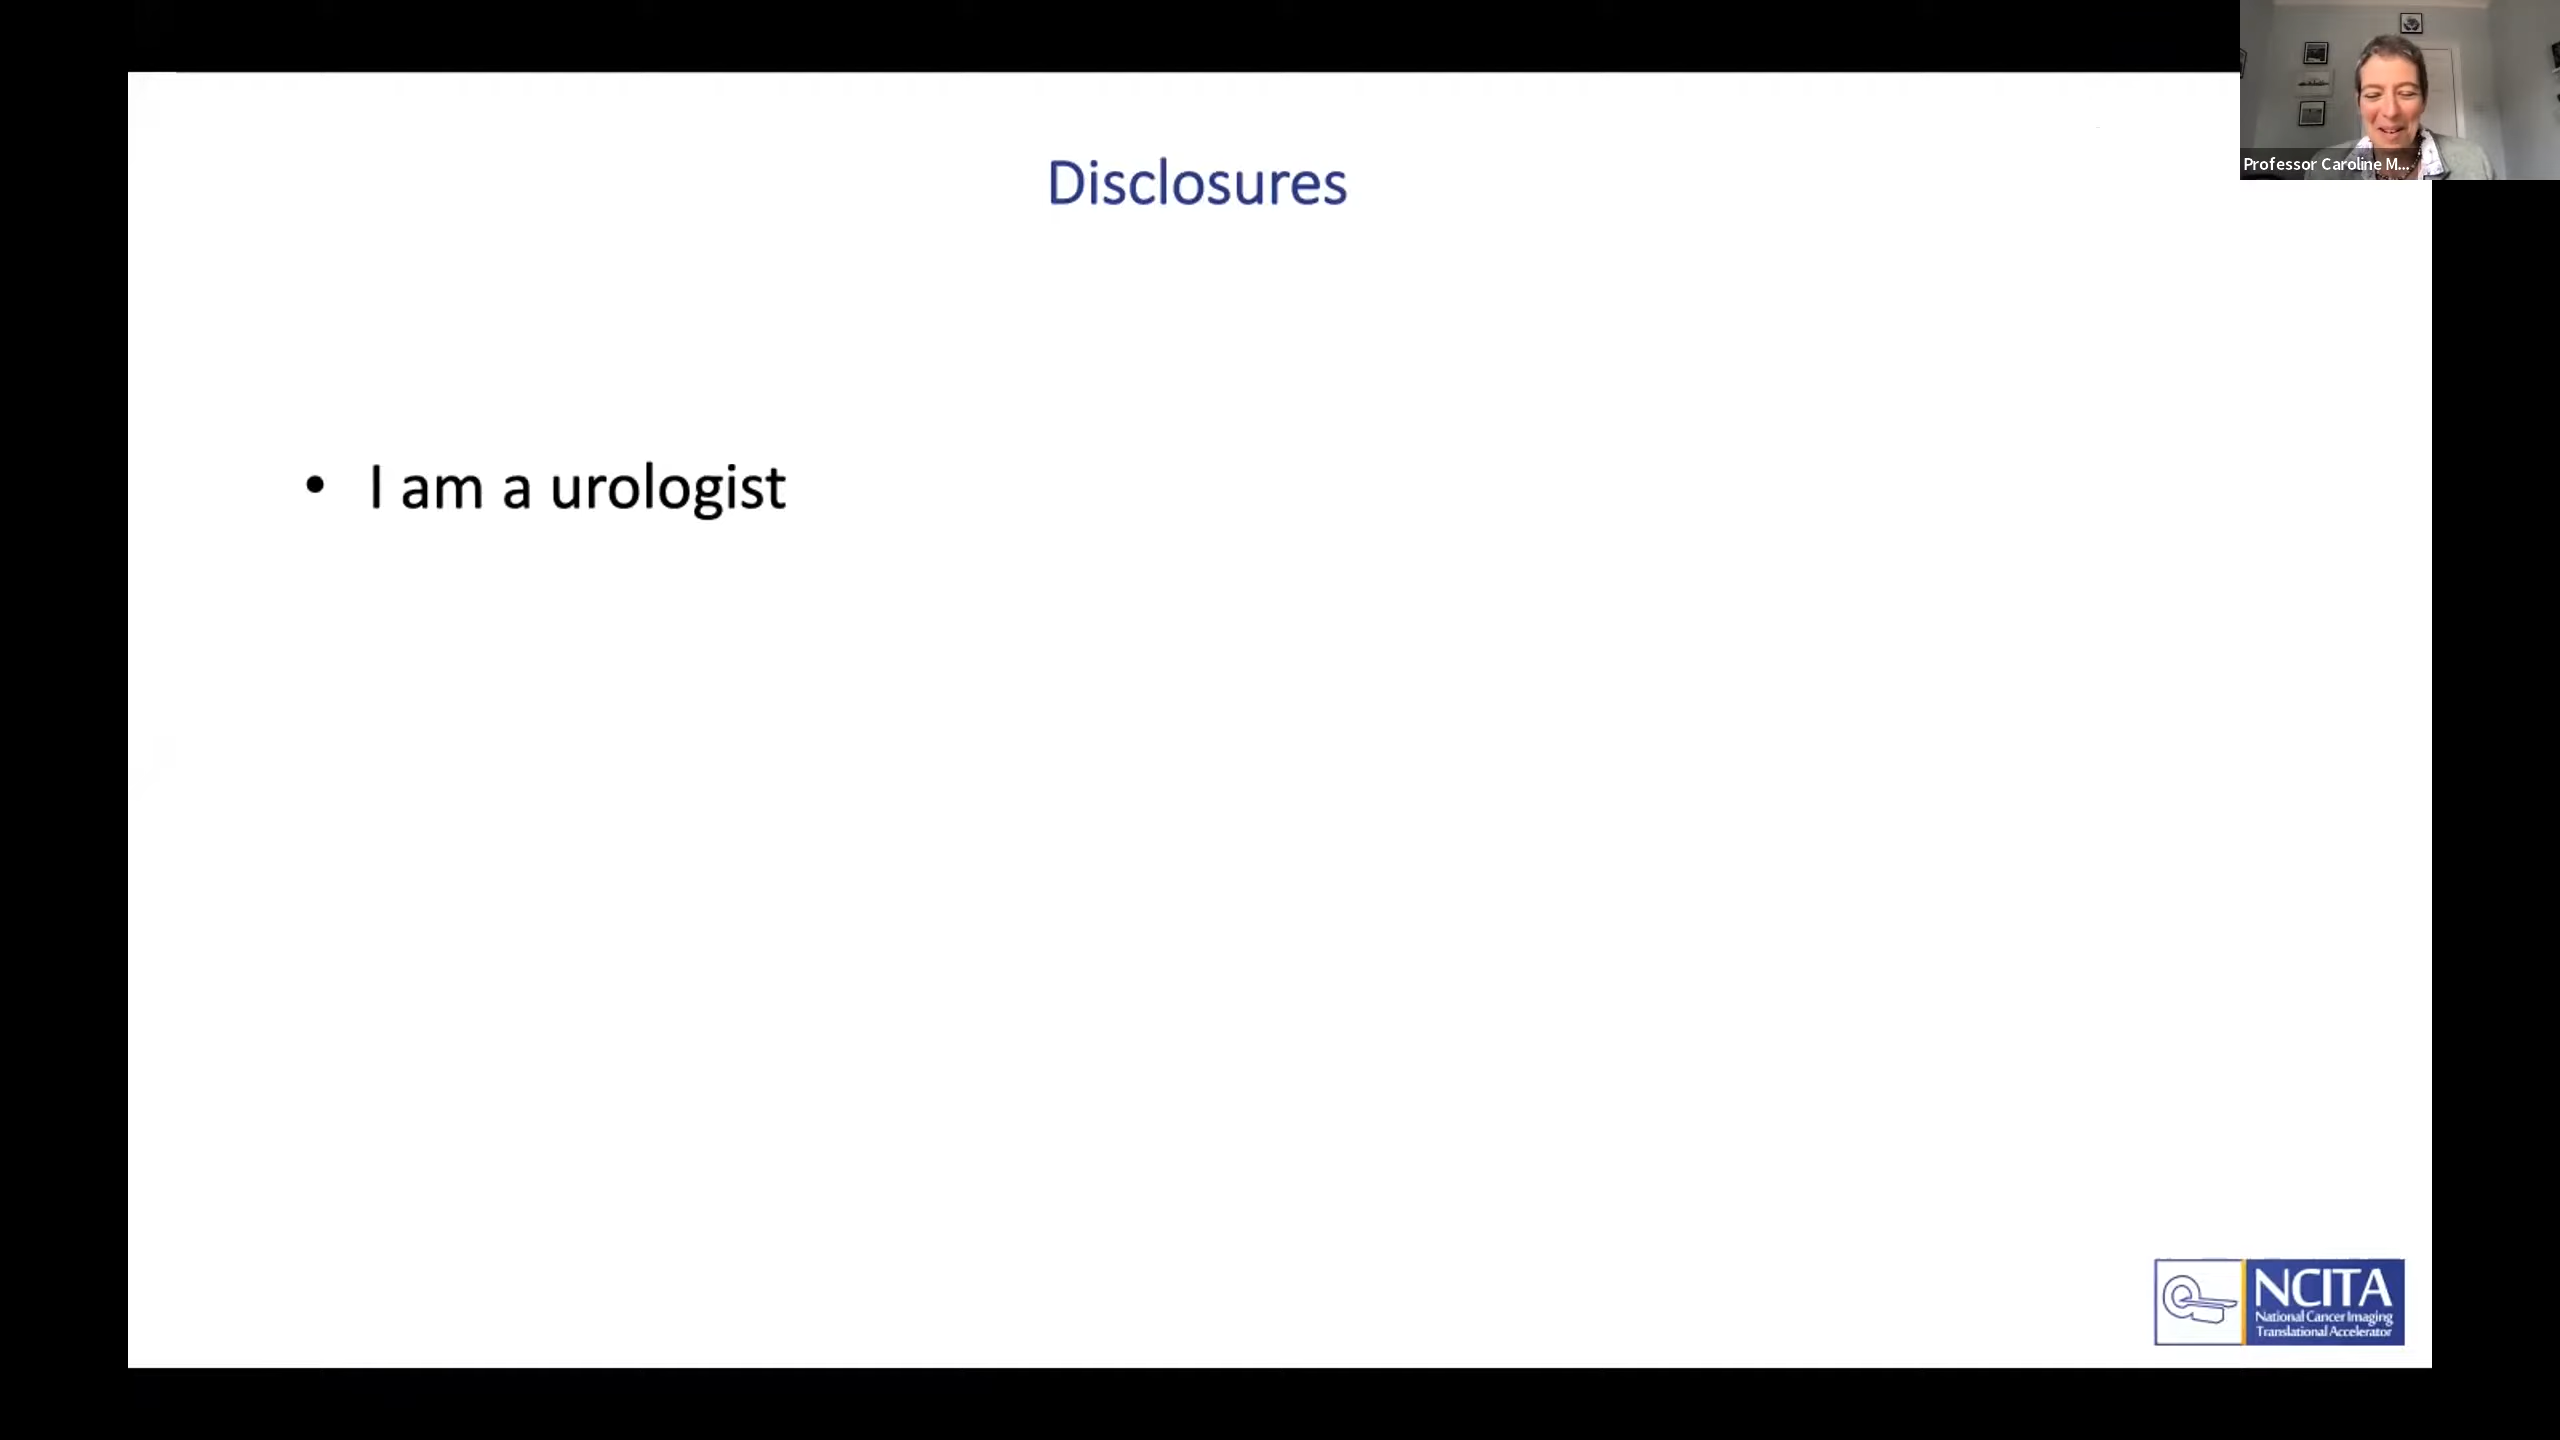 Disclosures
• I am a urologist
Professor Caroline M...
NCITA
National Cancer Imaging
Translational Accelerator